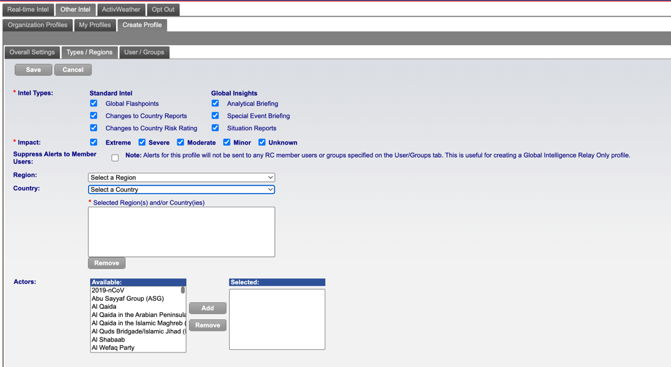 Real-time Intel Other Intel ActivWeather Opt Out
Organization Profiles My Profiles Create Profile
Overall Settings Types / Regions User / Groups
Save Cancel
* Intel Types: Standard Intel Global Insights
Global Flashpoints Analytical Briefing
Changes to Country Reports Special Event Briefing
Changes to Country Risk Rating Situation Reports
* Impact: Extreme Severe Moderate Minor Unknown
Suppress Alerts to Member Users: Note: Alerts for this profile will not be sent to any RC member users or groups specified on the User/Groups tab. This is useful for creating a Global Intelligence Relay Only profile.
Region: Select a Region
Country: Select a Country
* Selected Region(s) and/or Country(ies)
Remove
Actors: Available: Selected:
2019-nCoV
Abu Sayyaf Group (ASG)
Al Qaida
Al Qaida in the Arabian Peninsula
Al Qaida in the Islamic Maghreb (
Al Quds Bridgade/Islamic Jihad (
Al Shabaab
Al Wefaq Party
Add
Remove